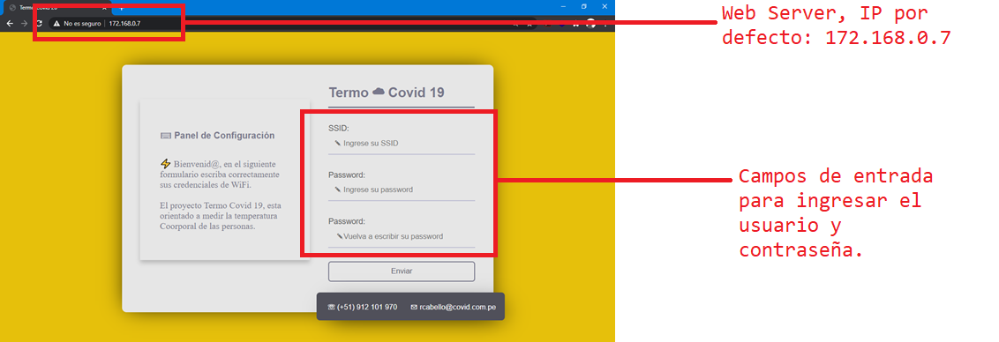 Termo Covid 20
No es seguro | 172.168.0.7
Web Server, IP por
defecto: 172.168.0.7
Termo Covid 19
Panel de Configuración
Bienvenid@, en el siguiente
formulario escriba correctamente
sus credenciales de WiFi.
El proyecto Termo Covid 19, esta
orientado a medir la temperatura
Coorporal de las personas.
SSID:
Ingrese su SSID
Password:
Ingrese su password
Password:
Vuelva a escribir su password
Enviar
(+51) 912 101 970
rcabello@covid.com.pe
Campos de entrada
para ingresar el
usuario y
contraseña.